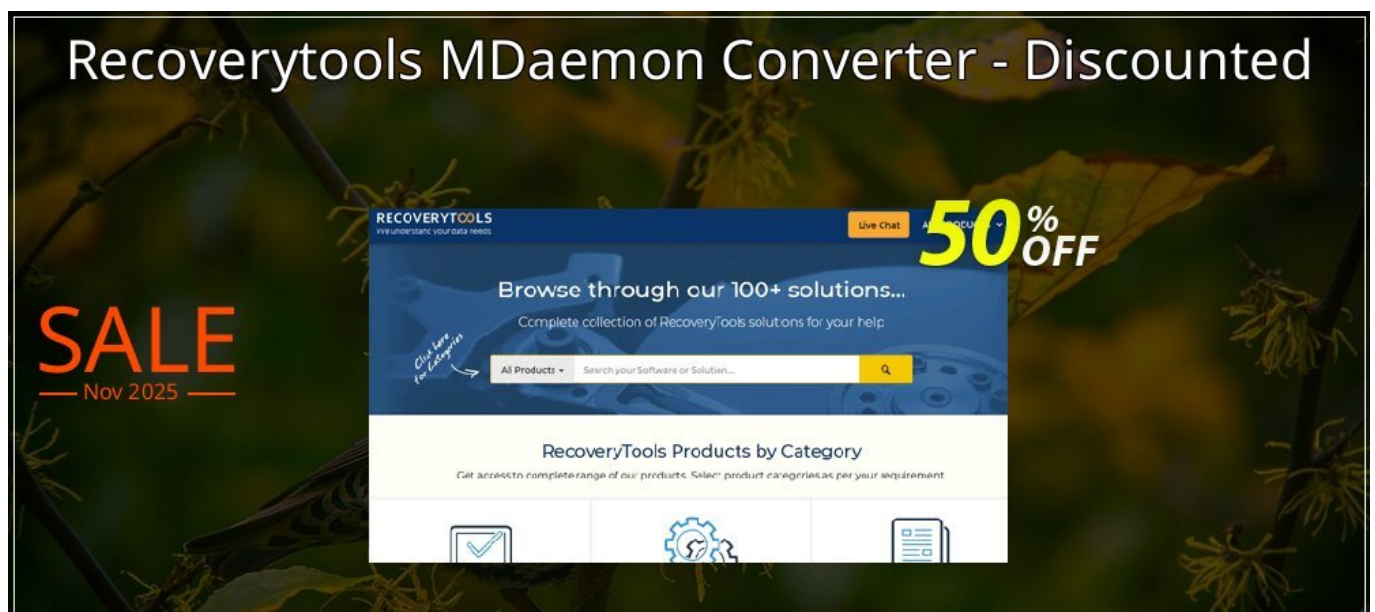 Recoverytools MDaemon Converter - Discounted
RECOVERYTOOLS
We understand your data needs
Live Chat
50% OFF
Browse through our 100+ solutions...
Complete collection of RecoveryTools solutions for your help
Click here
for Categories
All Products
Search your Software or Solution...
SALE
Nov 2025
RecoveryTools Products by Category
Get access to complete range of our products. Select product categories as per your requirement